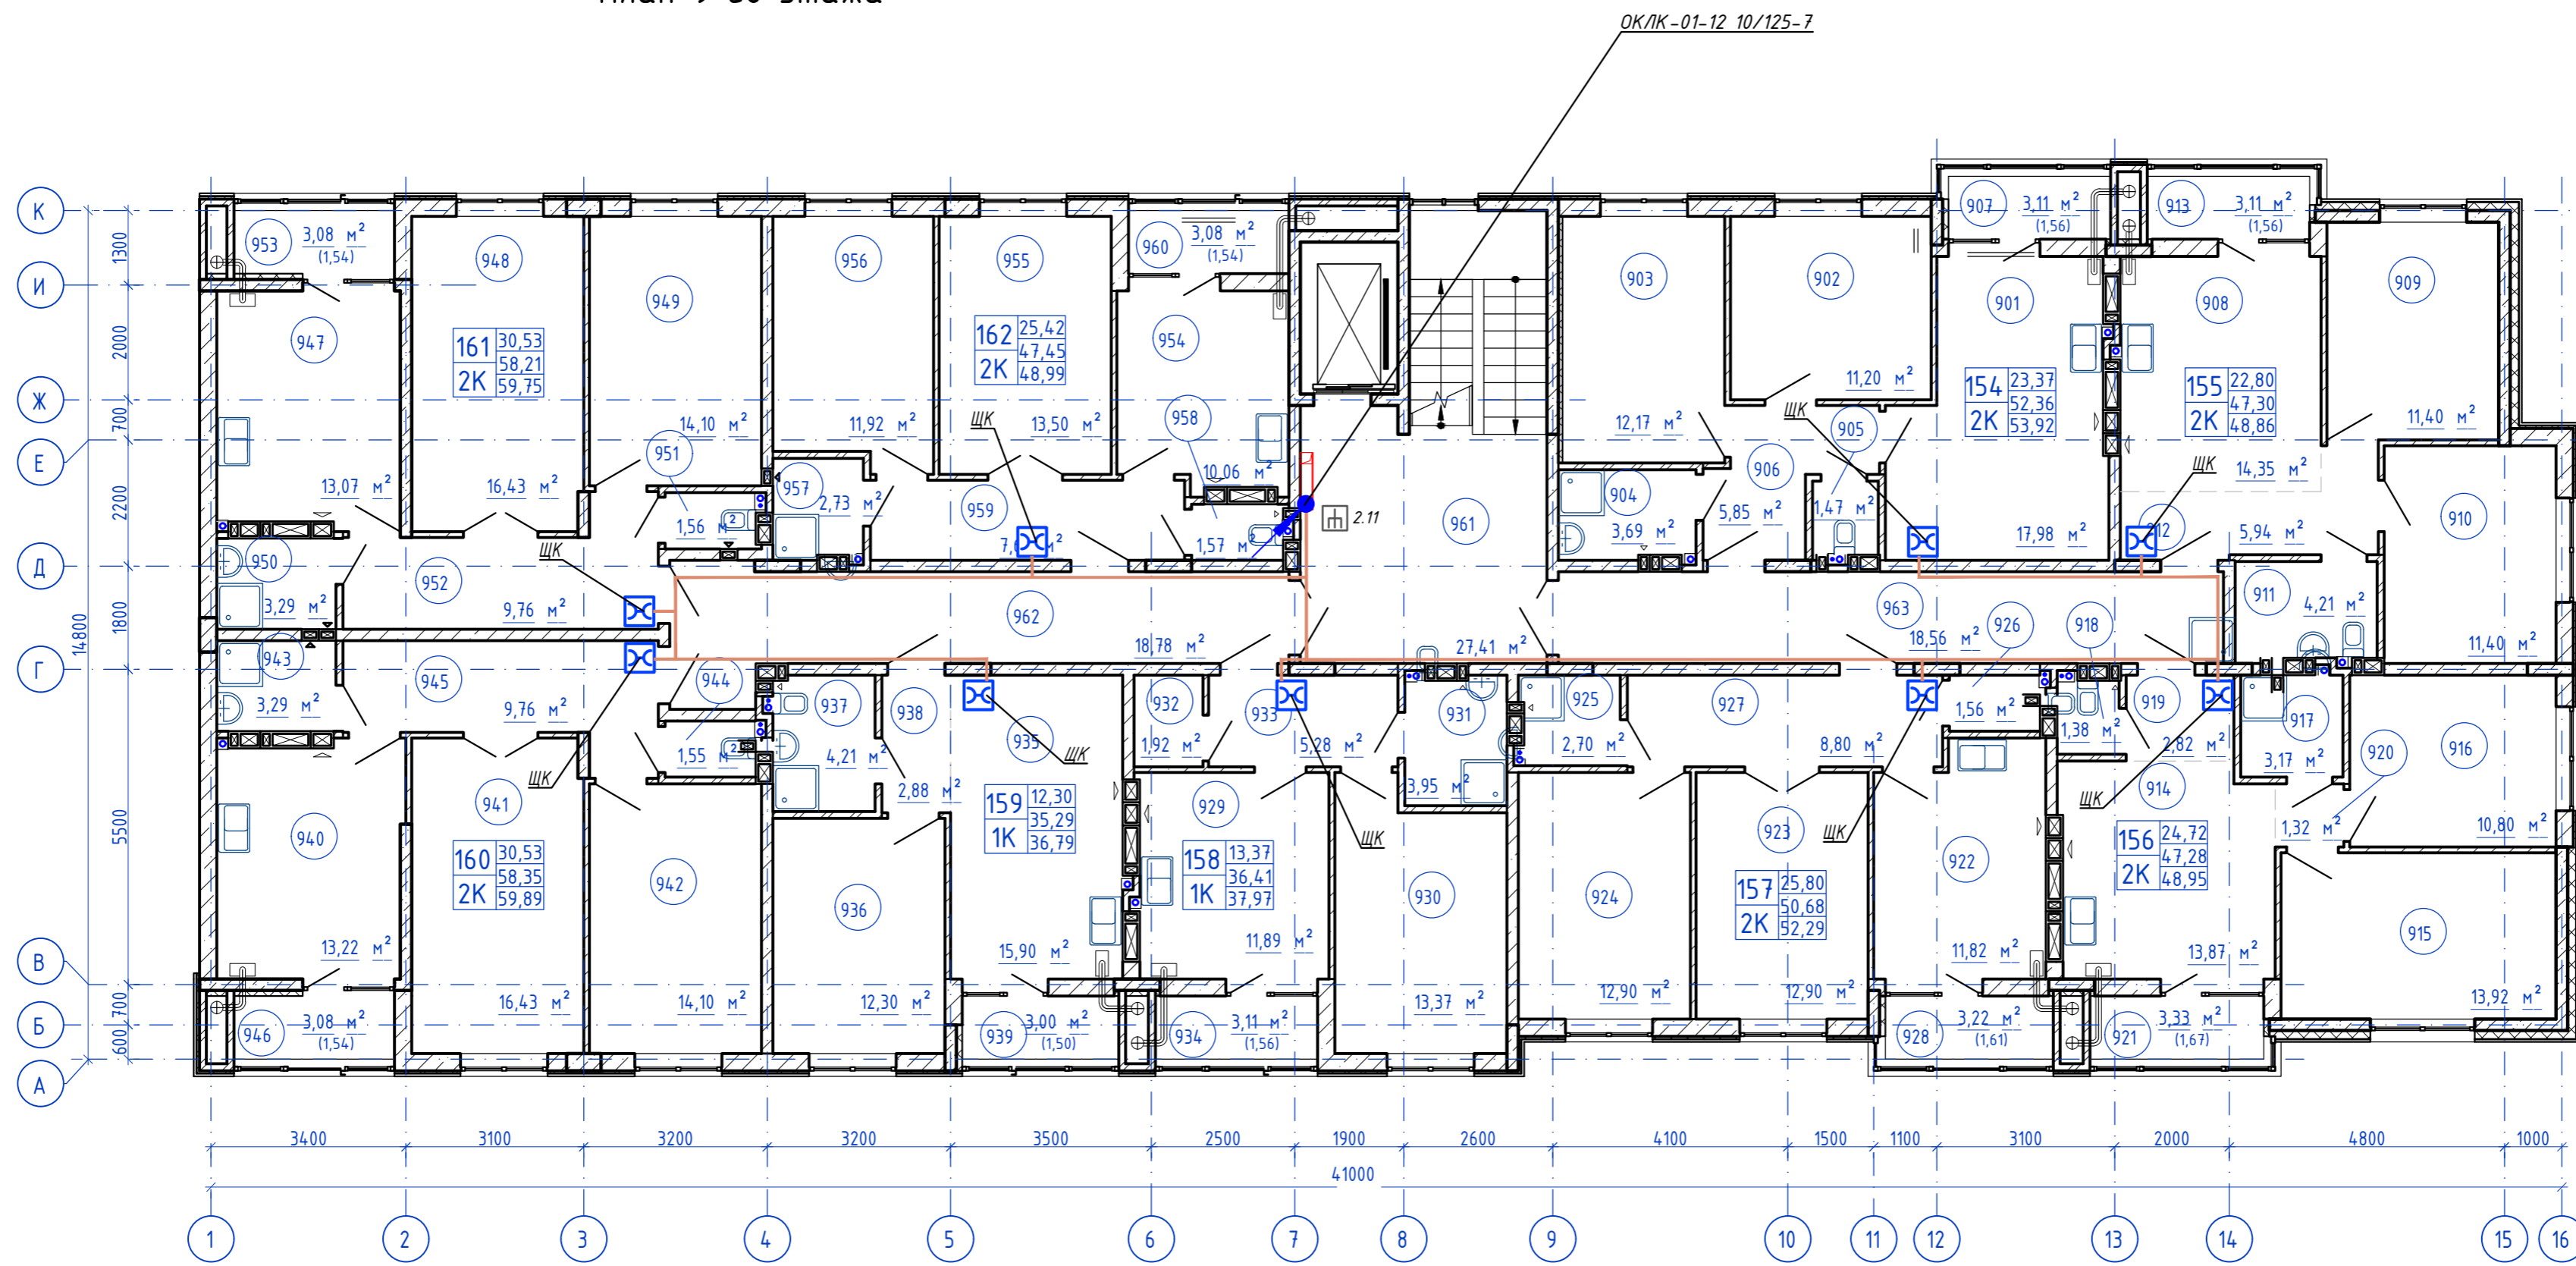 ОКЛК-01-12 10/125-7
К
И
Ж
Е
Д
Г
В
Б
А
1300
2000
700
2200
1800
5500
700
600
14800
953
3,08 м²
(1,54)
948
949
956
955
960
3,08 м²
(1,54)
903
902
907
3,11 м²
(1,56)
913
3,11 м²
(1,56)
909
947
161
2К
30,53
58,21
59,75
162
2К
25,42
47,45
48,99
954
901
908
154
2К
23,37
52,36
53,92
155
2К
22,80
47,30
48,86
11,20 м²
11,40 м²
14,10 м²
11,92 м²
ЩК
13,50 м²
958
12,17 м²
ЩК
905
951
906
ЩК
14,35 м²
10,06 м²
13,07 м²
16,43 м²
957
2,73 м²
959
904
1,47 м²
910
961
2.11
5,85 м²
1,56 м²
1,57 м²
3,69 м²
17,98 м²
5,94 м²
ЩК
950
952
3,29 м²
9,76 м²
962
963
911
4,21 м²
926
918
18,78 м²
27,41 м²
18,56 м²
11,40 м²
943
945
944
3,29 м²
9,76 м²
937
938
935
932
933
931
925
927
919
917
920
916
1,55 м²
4,21 м²
ЩК
1,92 м²
5,28 м²
2,70 м²
8,80 м²
1,56 м²
1,38 м²
2,82 м²
3,17 м²
ЩК
2,88 м²
3,95 м²
ЩК
914
941
159
1К
12,30
35,29
36,79
929
923
ЩК
ЩК
1,32 м²
10,80 м²
940
160
2К
30,53
58,35
59,89
942
936
158
1К
13,37
36,41
37,97
930
924
157
2К
25,80
50,68
52,29
922
156
2К
24,72
47,28
48,95
915
13,22 м²
15,90 м²
11,89 м²
11,82 м²
13,87 м²
16,43 м²
14,10 м²
12,30 м²
13,37 м²
12,90 м²
12,90 м²
13,92 м²
946
3,08 м²
(1,54)
939
3,00 м²
(1,50)
934
3,11 м²
(1,56)
928
3,22 м²
(1,61)
921
3,33 м²
(1,67)
3400
3100
3200
3200
3500
2500
1900
2600
4100
1500
1100
3100
2000
4800
1000
41000
1
2
3
4
5
6
7
8
9
10
11
12
13
14
15
16